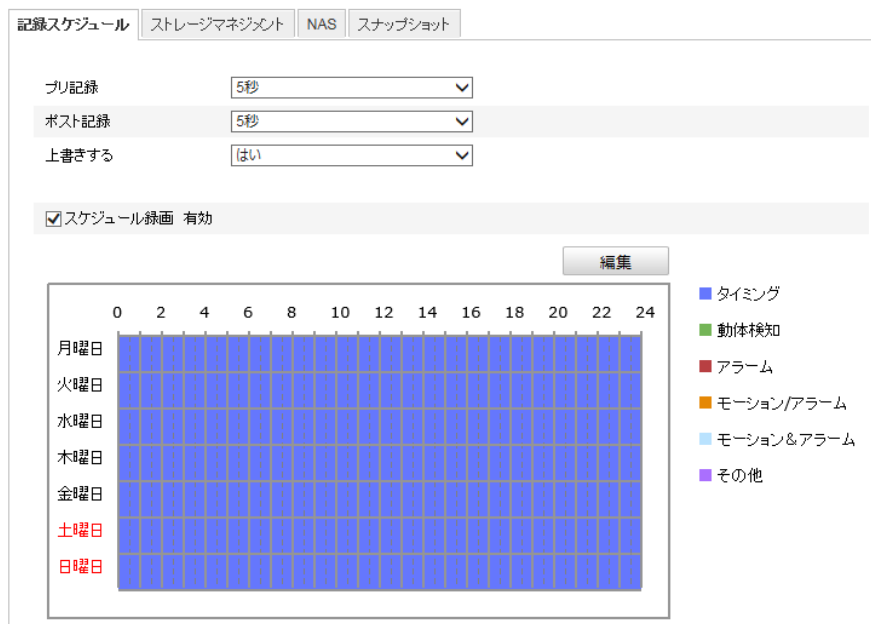 記録スケジュール ストレージマネジメント NAS スナップショット
プリ記録 5秒
ポスト記録 5秒
上書きする はい
スケジュール録画 有効
編集
0 2 4 6 8 10 12 14 16 18 20 22 24
月曜日
火曜日
水曜日
木曜日
金曜日
土曜日
日曜日
タイミング
動体検知
アラーム
モーション/アラーム
モーション&アラーム
その他